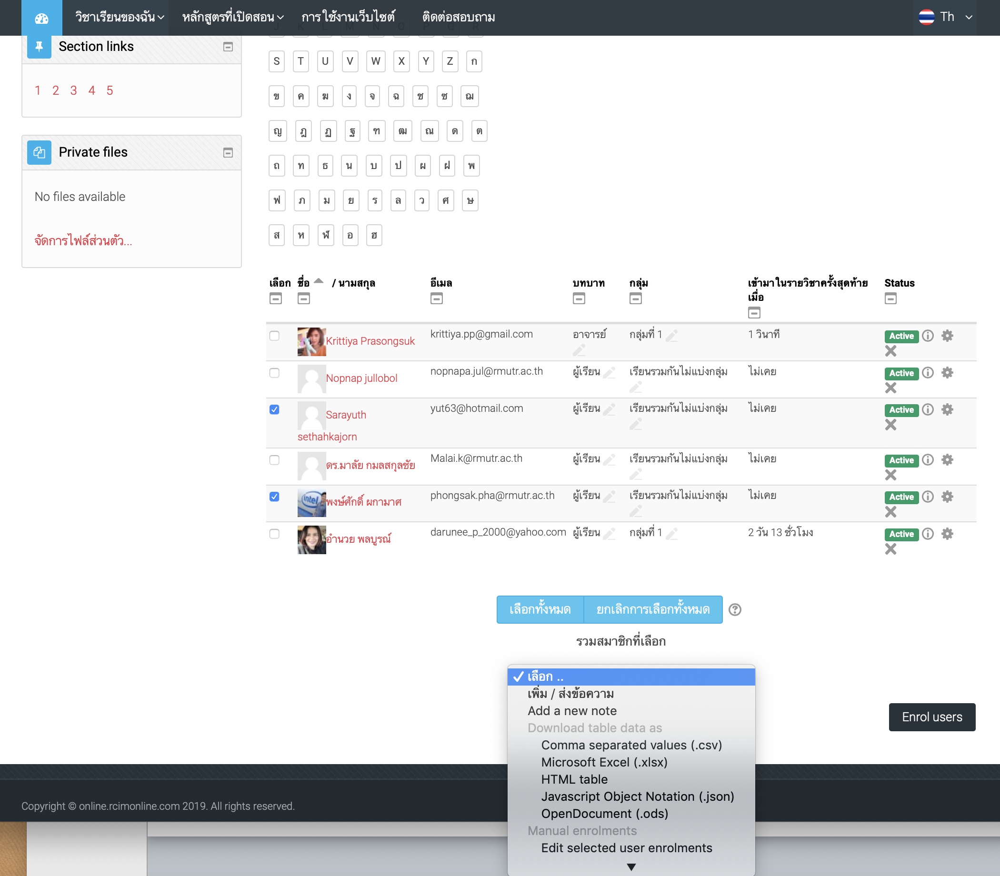 วิชาเรียนของฉัน หลักสูตรที่เปิดสอน การใช้งานเว็บไซต์ ติดต่อสอบถาม Th
J K L M N O P Q R
Section links
1 2 3 4 5
Private files
No files available
จัดการไฟล์ส่วนตัว...
S T U V W X Y Z ก
ข ค ฆ ง จ ฉ ช ซ ฌ
ญ ฎ ฏ ฐ ฑ ฒ ณ ด ต
ถ ท ธ น บ ป ผ ฝ พ
ฟ ภ ม ย ร ล ว ศ ษ
ส ห ฬ อ ฮ
เลือก ชื่อ / นามสกุล อีเมล บทบาท กลุ่ม เข้ามาในรายวิชาครั้งสุดท้าย Status
เมื่อ
Krittiya Prasongsuk krittiya.pp@gmail.com อาจารย์ กลุ่มที่ 1 1 วินาที Active
Nopnap jullobol nopnapa.jul@rmutr.ac.th ผู้เรียน เรียนรวมกันไม่แบ่งกลุ่ม ไม่เคย Active
Sarayuth yut63@hotmail.com ผู้เรียน เรียนรวมกันไม่แบ่งกลุ่ม ไม่เคย Active
sethahkajorn
ดร.มาลัย กมลสกุลชัย Malai.k@rmutr.ac.th ผู้เรียน เรียนรวมกันไม่แบ่งกลุ่ม ไม่เคย Active
intel พงษ์ศักดิ์ ผกามาศ phongsak.pha@rmutr.ac.th ผู้เรียน เรียนรวมกันไม่แบ่งกลุ่ม ไม่เคย Active
อำนวย พลบูรณ์ darunee_p_2000@yahoo.com ผู้เรียน กลุ่มที่ 1 2 วัน 13 ชั่วโมง Active
เลือกทั้งหมด ยกเลิกการเลือกทั้งหมด
รวมสมาชิกที่เลือก
เลือก ..
เพิ่ม / ส่งข้อความ
Add a new note
Download table data as
Comma separated values (.csv)
Microsoft Excel (.xlsx)
HTML table
Javascript Object Notation (.json)
OpenDocument (.ods)
Manual enrolments
Edit selected user enrolments
Enrol users
Copyright © online.rcimonline.com 2019. All rights reserved.